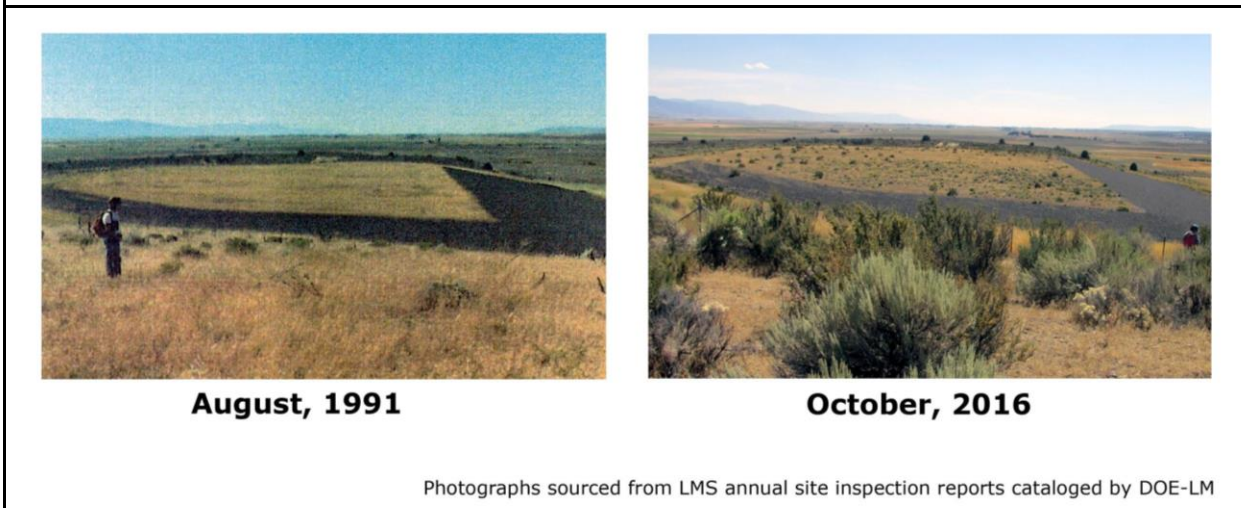 August, 1991
October, 2016
Photographs sourced from LMS annual site inspection reports cataloged by DOE-LM